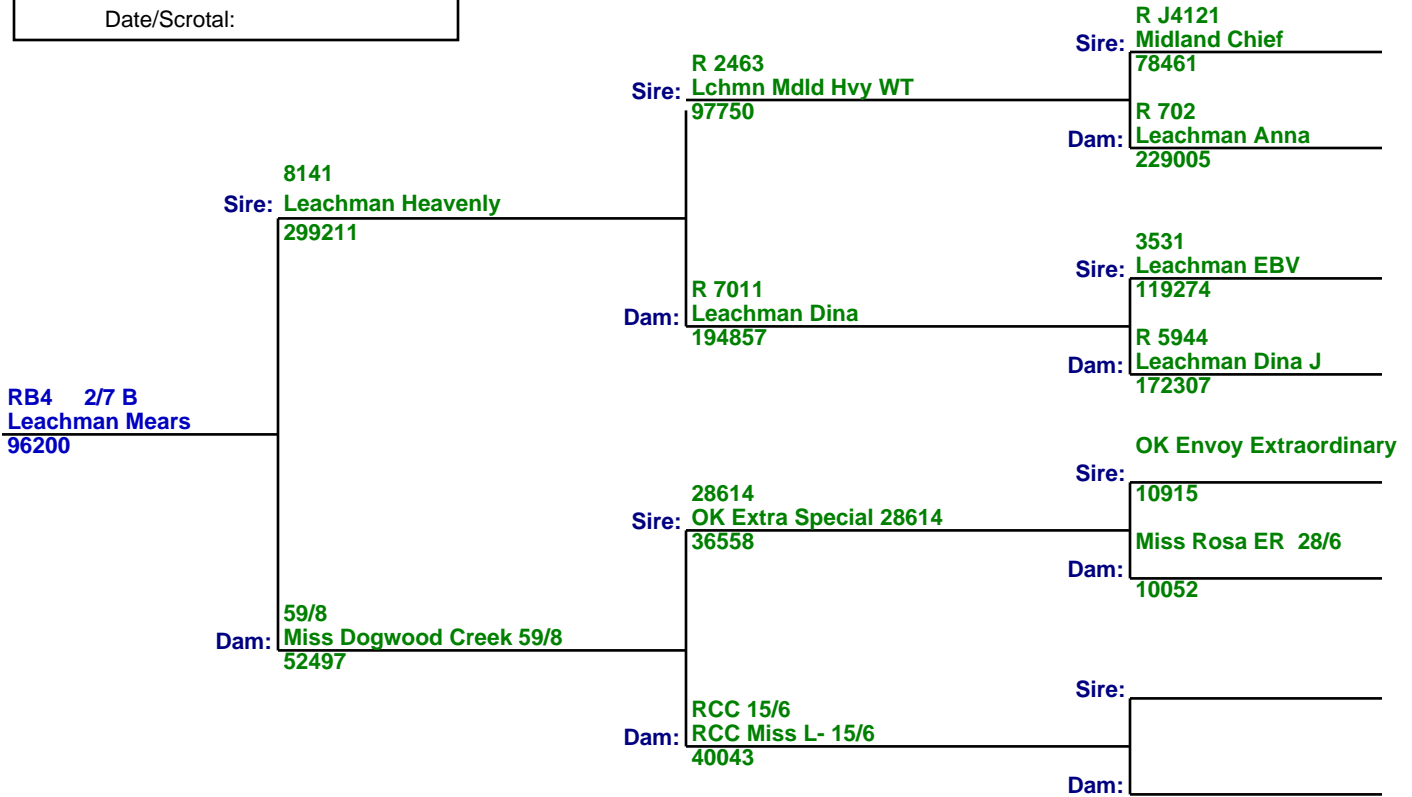 Date/Scrotal:
R J4121
Sire: Midland Chief
78461
R 2463
Sire: Lchmn Mdld Hvy WT
97750
R 702
Dam: Leachman Anna
229005
8141
Sire: Leachman Heavenly
299211
3531
Sire: Leachman EBV
119274
R 7011
Dam: Leachman Dina
194857
R 5944
Dam: Leachman Dina J
172307
RB4 2/7 B
Leachman Mears
96200
OK Envoy Extraordinary
Sire:
10915
28614
Sire: OK Extra Special 28614
36558
Miss Rosa ER 28/6
Dam:
10052
59/8
Dam: Miss Dogwood Creek 59/8
52497
Sire:
RCC 15/6
Dam: RCC Miss L- 15/6
40043
Dam: